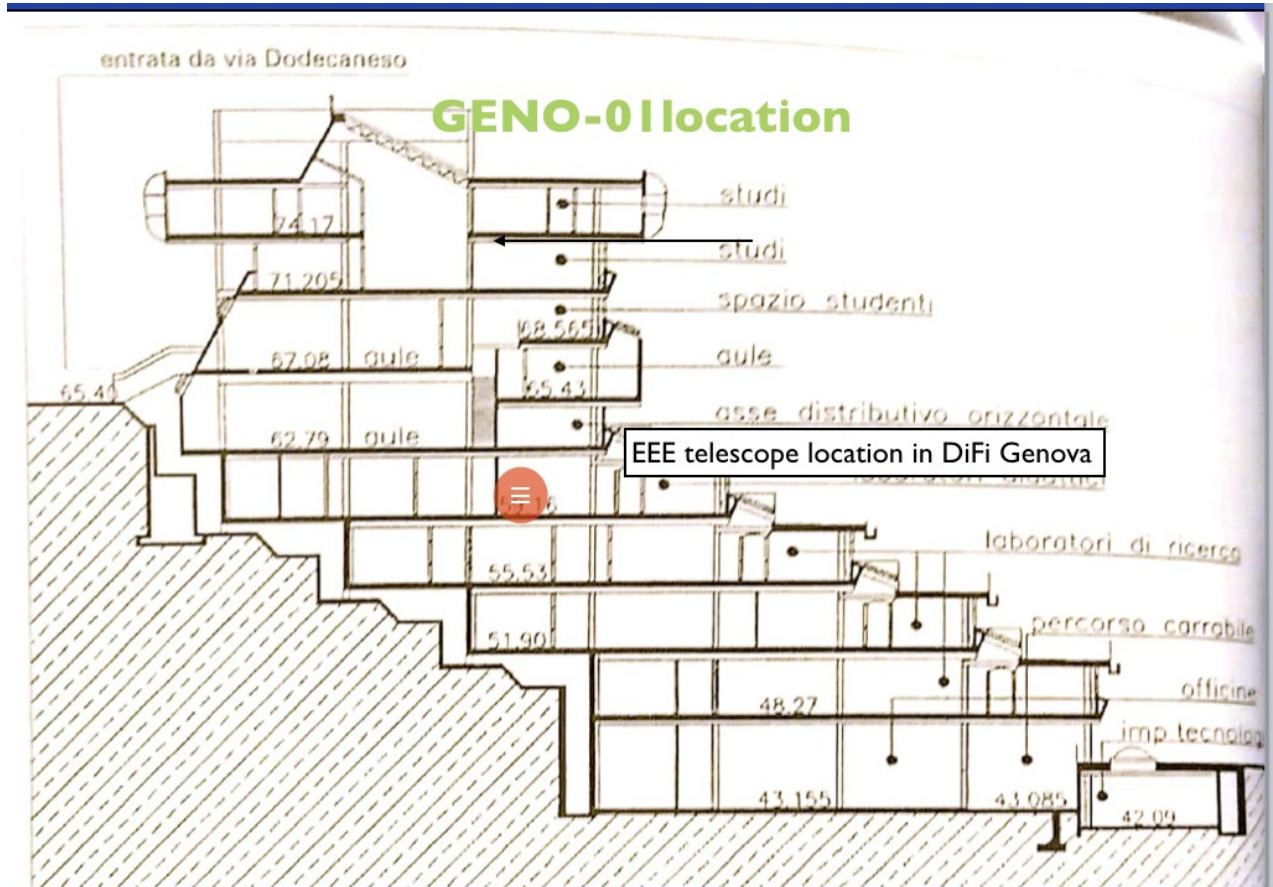 entrata da via Dodecaneso
GENO-01location
studi
74.17
studi
71.205
spazio studenti
68.565
67.08 aule
aule
65.43
65.40
asse distributivo orizzontale
62.79 aule
EEE telescope location in DiFi Genova
laboratori di ricerca
55.53
percorso carrabile
51.90
officine
48.27
43.155
43.085
42.09